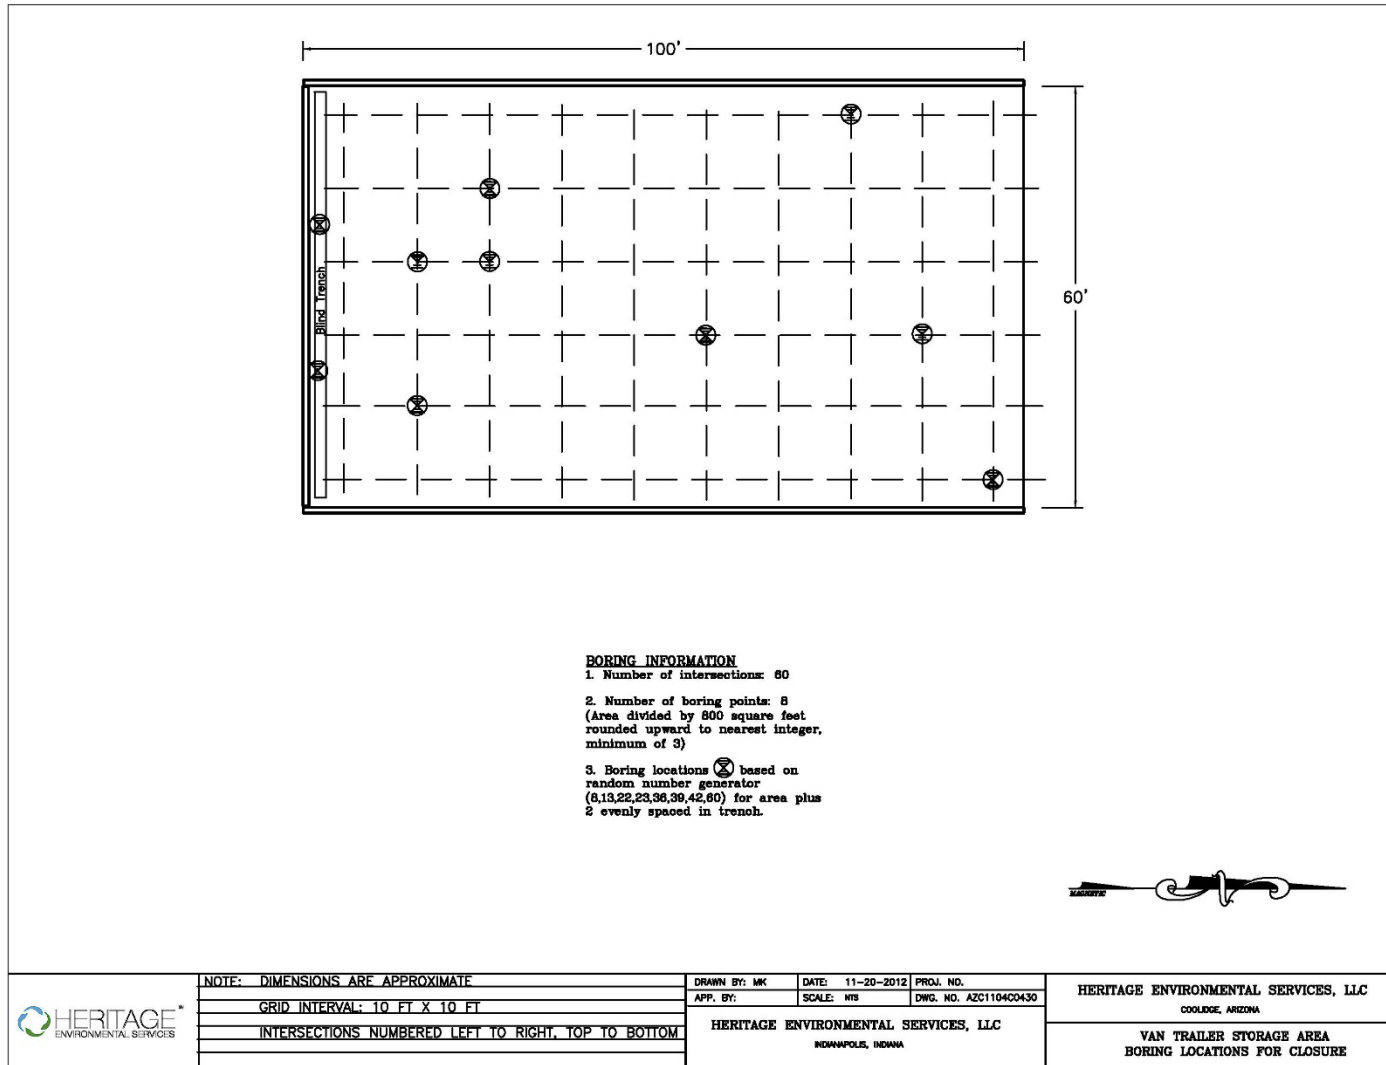 100'
60'
Blind Trench
BORING INFORMATION
1. Number of intersections: 60
2. Number of boring points: 8
(Area divided by 800 square feet
rounded upward to nearest integer,
minimum of 3)
3. Boring locations based on
random number generator
(8,13,22,23,36,39,42,60) for area plus
2 evenly spaced in trench.
MAGNETIC
HERITAGE
ENVIRONMENTAL SERVICES
NOTE: DIMENSIONS ARE APPROXIMATE
GRID INTERVAL: 10 FT X 10 FT
INTERSECTIONS NUMBERED LEFT TO RIGHT, TOP TO BOTTOM
DRAWN BY: MK DATE: 11-20-2012 PROJ. NO.
APP. BY: SCALE: NTS DWG. NO. AZC1104C0430
HERITAGE ENVIRONMENTAL SERVICES, LLC
INDIANAPOLIS, INDIANA
HERITAGE ENVIRONMENTAL SERVICES, LLC
COOLIDGE, ARIZONA
VAN TRAILER STORAGE AREA
BORING LOCATIONS FOR CLOSURE